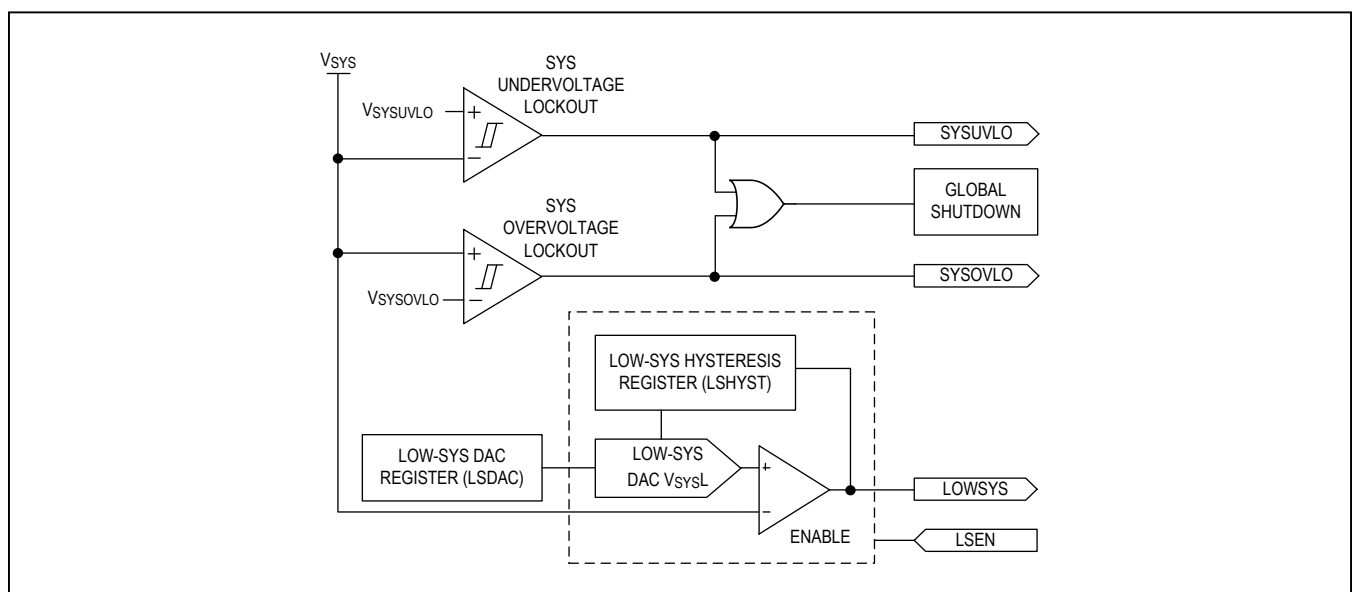 VSYS
SYS
UNDERVOLTAGE
LOCKOUT
VSYSUVLO
+
−
SYSUVLO
GLOBAL
SHUTDOWN
SYS
OVERVOLTAGE
LOCKOUT
+
VSYSOVLO
−
SYSOVLO
LOW-SYS HYSTERESIS
REGISTER (LSHYST)
LOW-SYS DAC
REGISTER (LSDAC)
LOW-SYS
DAC VSYSL
+
−
LOWSYS
ENABLE
LSEN